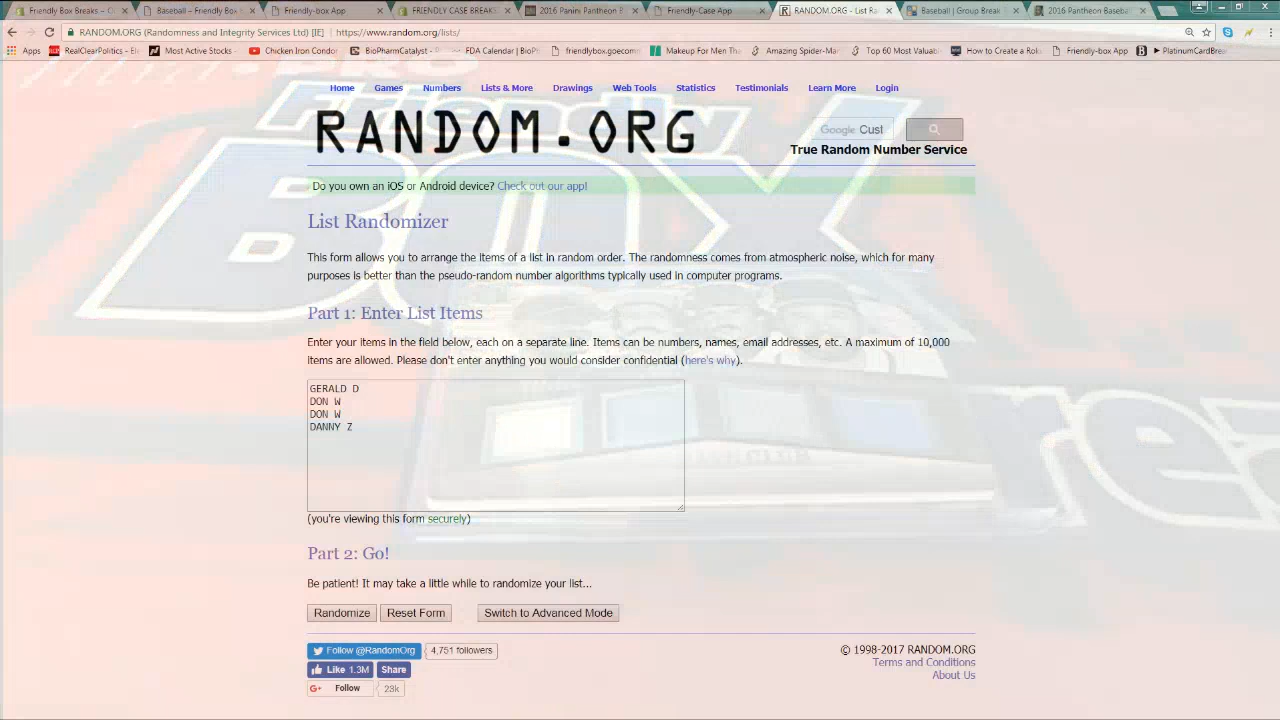 Friendly Box Breaks – C
Baseball – Friendly Box
Friendly-box App
FRIENDLY CASE BREAKS
2016 Panini Pantheon B
Friendly-Case App
RANDOM.ORG - List Ra
Baseball | Group Break
2016 Pantheon Baseba
RANDOM.ORG (Randomness and Integrity Services Ltd) [IE] | https://www.random.org/lists/
Apps RealClearPolitics - El Most Active Stocks - Chicken Iron Condor BioPharmCatalyst - FDA Calendar | BioP friendlybox.gocomm Makeup For Men Th Amazing Spider-Mar Top 60 Most Valuabl How to Create a Ro Friendly-box App PlatinumCardBrea
Home Games Numbers Lists & More Drawings Web Tools Statistics Testimonials Learn More Login
RANDOM.ORG
Google Cust
True Random Number Service
Do you own an iOS or Android device? Check out our app!
List Randomizer
This form allows you to arrange the items of a list in random order. The randomness comes from atmospheric noise, which for many
purposes is better than the pseudo-random number algorithms typically used in computer programs.
Part 1: Enter List Items
Enter your items in the field below, each on a separate line. Items can be numbers, names, email addresses, etc. A maximum of 10,000
items are allowed. Please don't enter anything you would consider confidential (here's why).
GERALD D
DON W
DON W
DANNY Z
(you're viewing this form securely)
Part 2: Go!
Be patient! It may take a little while to randomize your list...
Randomize Reset Form Switch to Advanced Mode
Follow @RandomOrg 4,751 followers
Like 1.3M Share
Follow 23k
© 1998-2017 RANDOM.ORG
Terms and Conditions
About Us
BOX